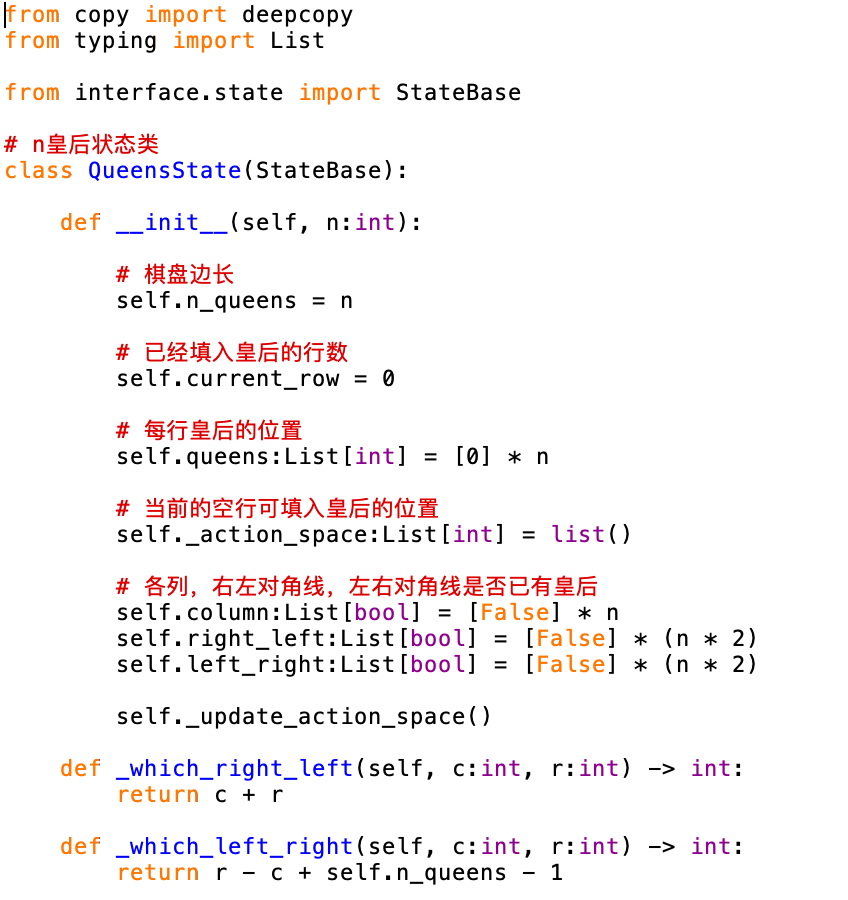 from copy import deepcopy
from typing import List
from interface.state import StateBase
# n皇后状态类
class QueensState(StateBase):
def __init__(self, n:int):
# 棋盘边长
self.n_queens = n
# 已经填入皇后的行数
self.current_row = 0
# 每行皇后的位置
self.queens:List[int] = [0] * n
# 当前的空行可填入皇后的位置
self._action_space:List[int] = list()
# 各列，右左对角线，左右对角线是否已有皇后
self.column:List[bool] = [False] * n
self.right_left:List[bool] = [False] * (n * 2)
self.left_right:List[bool] = [False] * (n * 2)
self._update_action_space()
def _which_right_left(self, c:int, r:int) -> int:
return c + r
def _which_left_right(self, c:int, r:int) -> int:
return r - c + self.n_queens - 1